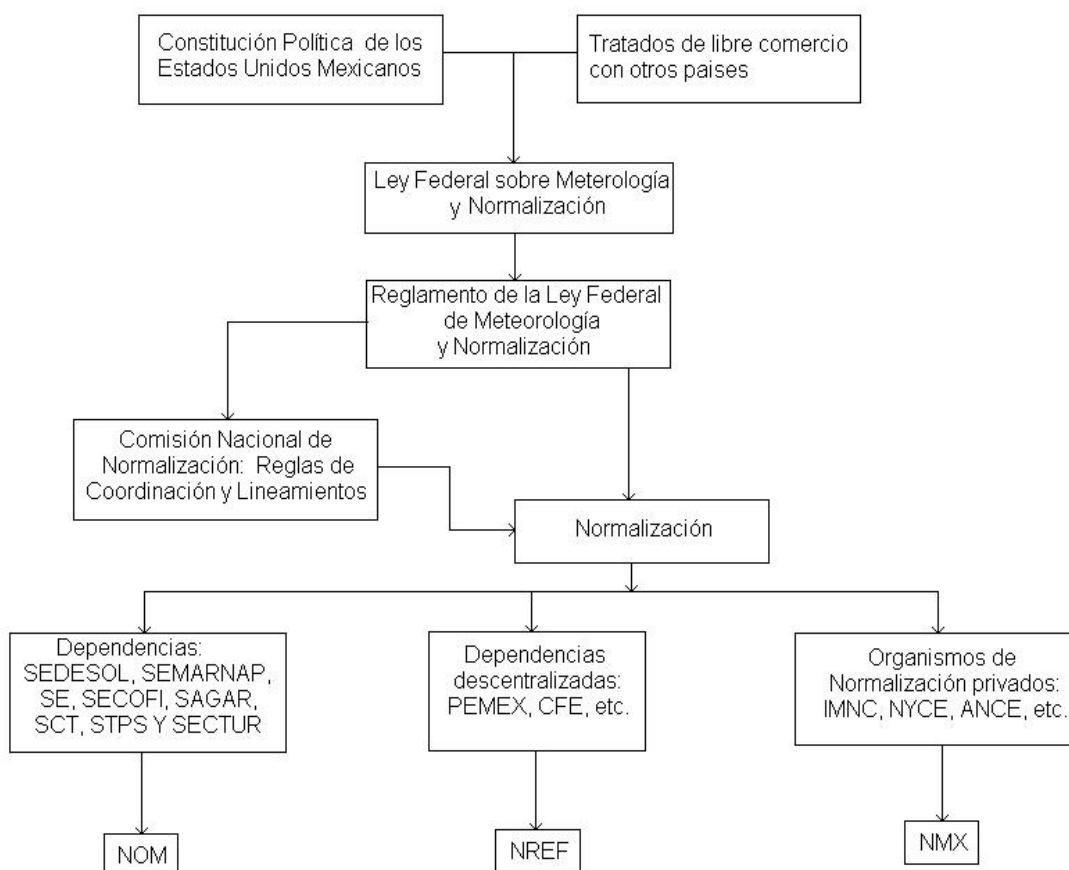 Constitución Política de los
Estados Unidos Mexicanos
Tratados de libre comercio
con otros paises
Ley Federal sobre Meterología
y Normalización
Reglamento de la Ley Federal
de Meteorología
y Normalización
Comisión Nacional de
Normalización: Reglas de
Coordinación y Lineamientos
Normalización
Dependencias:
SEDESOL, SEMARNAP,
SE, SECOFI, SAGAR,
SCT, STPS Y SECTUR
Dependencias
descentralizadas:
PEMEX, CFE, etc.
Organismos de
Normalización privados:
IMNC, NYCE, ANCE, etc.
NOM
NREF
NMX